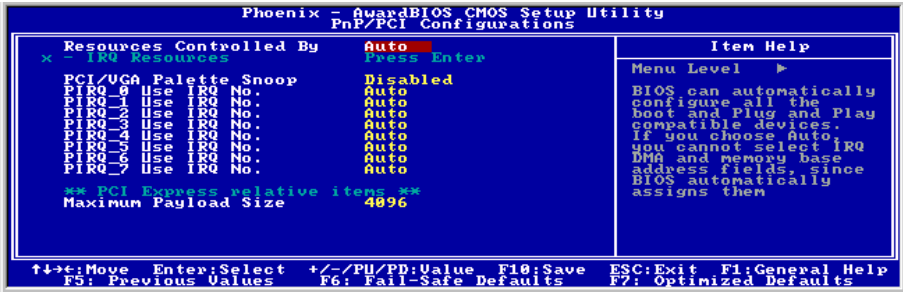 Phoenix - AwardBIOS CMOS Setup Utility
PnP/PCI Configurations
Resources Controlled By Auto
x - IRQ Resources Press Enter
PCI/VGA Palette Snoop Disabled
PIRQ_0 Use IRQ No. Auto
PIRQ_1 Use IRQ No. Auto
PIRQ_2 Use IRQ No. Auto
PIRQ_3 Use IRQ No. Auto
PIRQ_4 Use IRQ No. Auto
PIRQ_5 Use IRQ No. Auto
PIRQ_6 Use IRQ No. Auto
PIRQ_7 Use IRQ No. Auto
** PCI Express relative items **
Maximum Payload Size 4096
Item Help
Menu Level ▶
BIOS can automatically
configure all the
boot and Plug and Play
compatible devices.
If you choose Auto,
you cannot select IRQ
DMA and memory base
address fields, since
BIOS automatically
assigns them
↑↓→←:Move Enter:Select +/-/PU/PD:Value F10:Save ESC:Exit F1:General Help
F5: Previous Values F6: Fail-Safe Defaults F7: Optimized Defaults